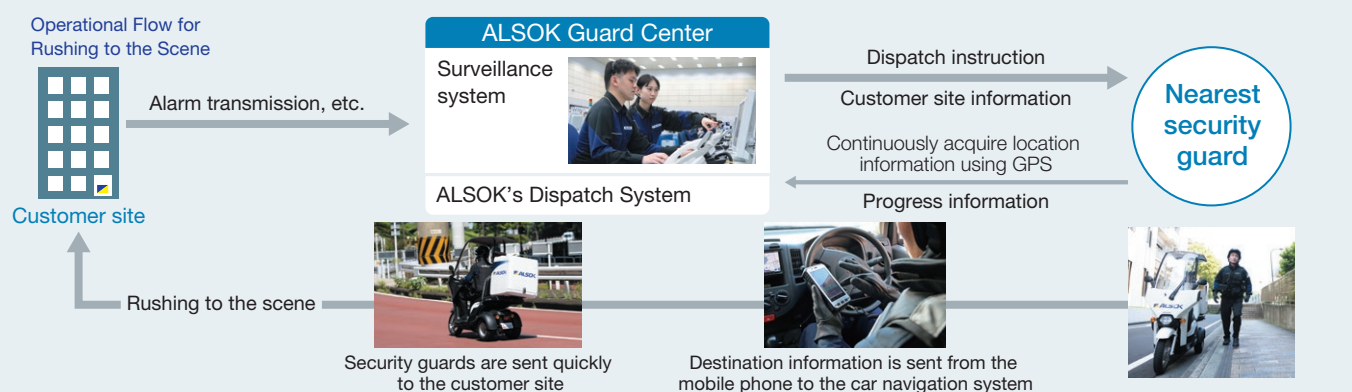 Operational Flow for
Rushing to the Scene
Customer site
Alarm transmission, etc.
ALSOK Guard Center
Surveillance
system
ALSOK's Dispatch System
Dispatch instruction
Customer site information
Continuously acquire location
information using GPS
Progress information
Nearest
security
guard
Rushing to the scene
ALSOK
ALSOK
Security guards are sent quickly
to the customer site
Destination information is sent from the
mobile phone to the car navigation system
ALSOK